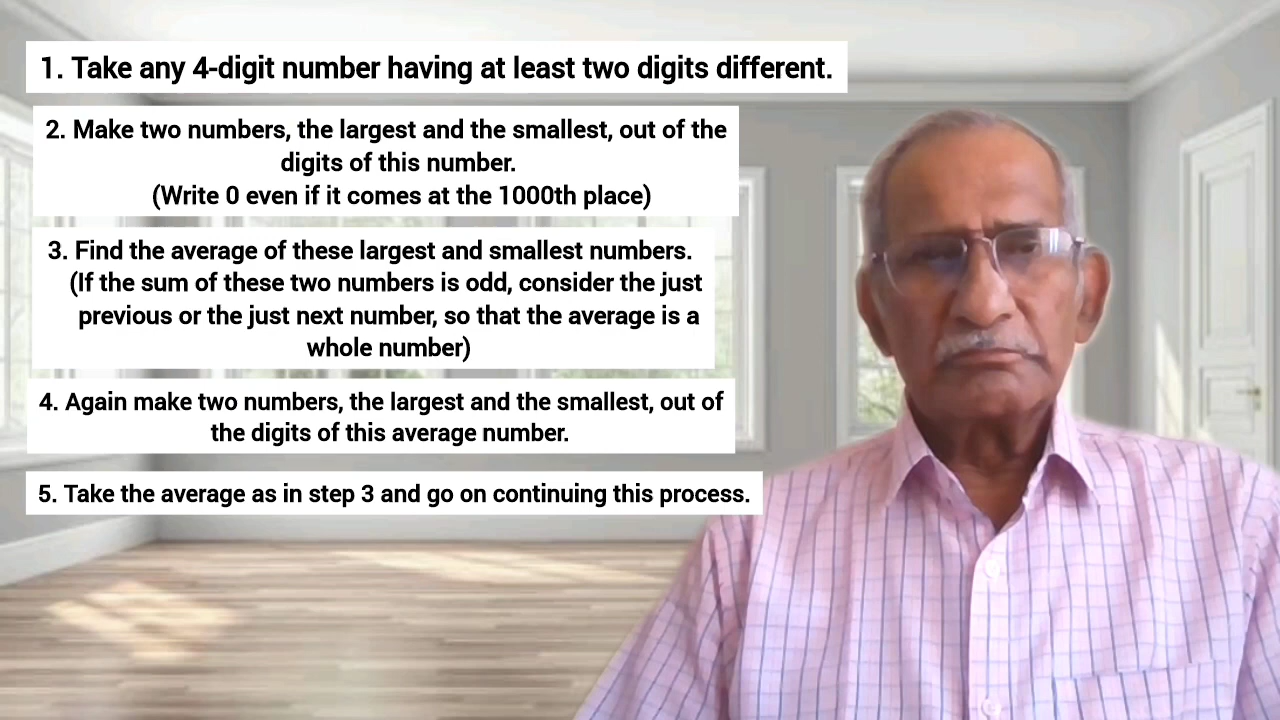 1. Take any 4-digit number having at least two digits different.
2. Make two numbers, the largest and the smallest, out of the
digits of this number.
(Write 0 even if it comes at the 1000th place)
3. Find the average of these largest and smallest numbers.
(If the sum of these two numbers is odd, consider the just
previous or the just next number, so that the average is a
whole number)
4. Again make two numbers, the largest and the smallest, out of
the digits of this average number.
5. Take the average as in step 3 and go on continuing this process.